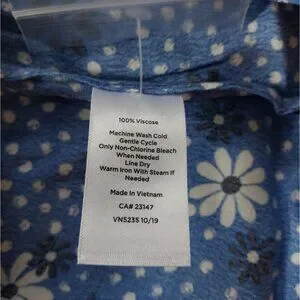 100% Viscose
Machine Wash Cold
Gentle Cycle
Only Non-Chlorine Bleach
When Needed
Line Dry
Warm Iron With Steam If
Needed
Made In Vietnam
CA# 23147
VN5235 10/19